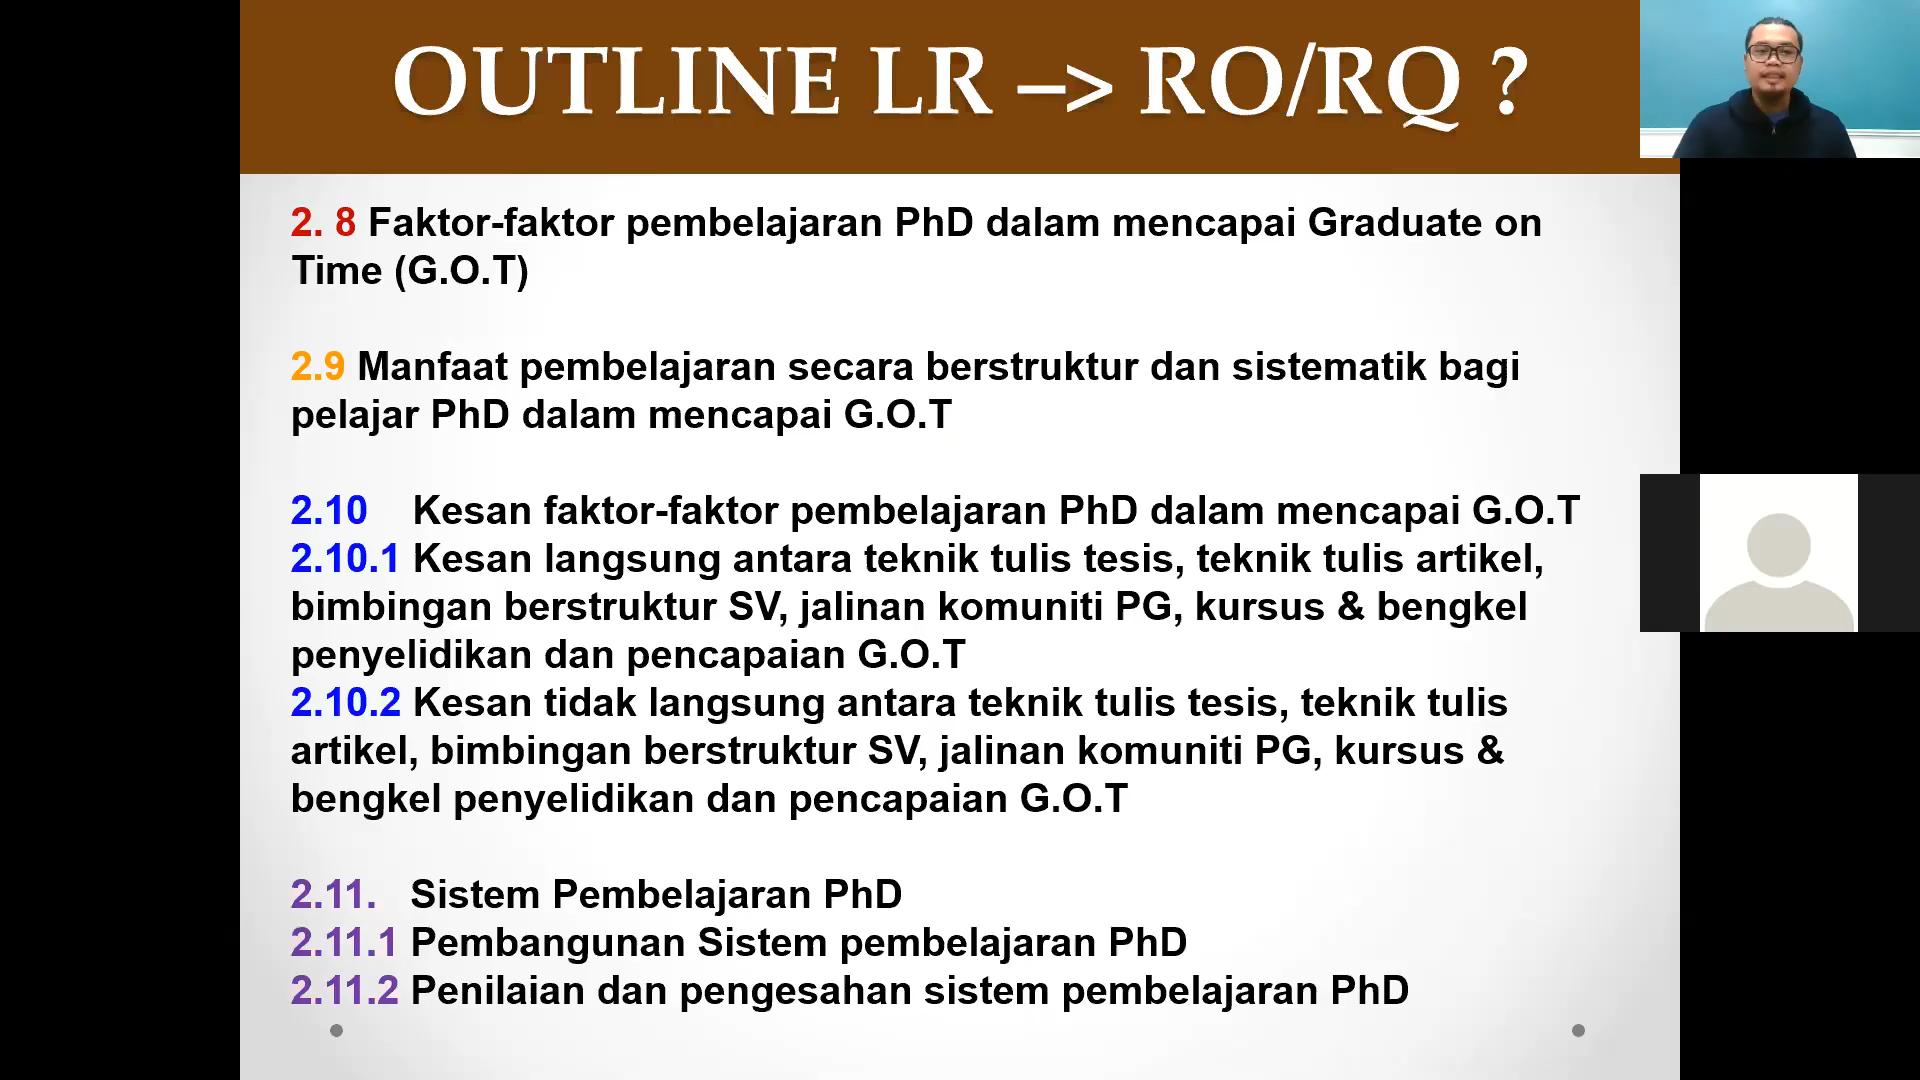 OUTLINE LR –> RO/RQ ?
2. 8 Faktor-faktor pembelajaran PhD dalam mencapai Graduate on
Time (G.O.T)
2.9 Manfaat pembelajaran secara berstruktur dan sistematik bagi
pelajar PhD dalam mencapai G.O.T
2.10 Kesan faktor-faktor pembelajaran PhD dalam mencapai G.O.T
2.10.1 Kesan langsung antara teknik tulis tesis, teknik tulis artikel,
bimbingan berstruktur SV, jalinan komuniti PG, kursus & bengkel
penyelidikan dan pencapaian G.O.T
2.10.2 Kesan tidak langsung antara teknik tulis tesis, teknik tulis
artikel, bimbingan berstruktur SV, jalinan komuniti PG, kursus &
bengkel penyelidikan dan pencapaian G.O.T
2.11. Sistem Pembelajaran PhD
2.11.1 Pembangunan Sistem pembelajaran PhD
2.11.2 Penilaian dan pengesahan sistem pembelajaran PhD